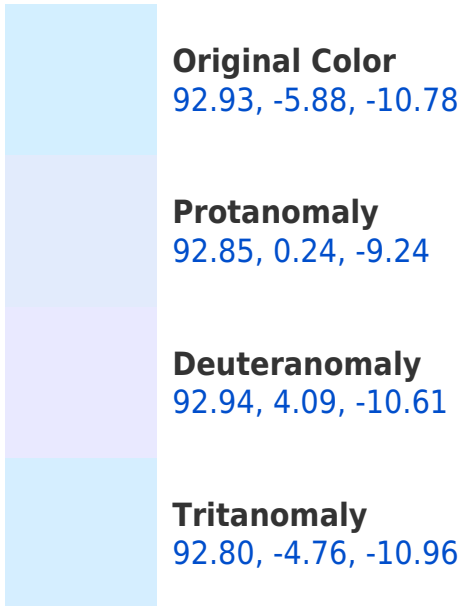 Original Color
92.93, -5.88, -10.78
Protanomaly
92.85, 0.24, -9.24
Deuteranomaly
92.94, 4.09, -10.61
Tritanomaly
92.80, -4.76, -10.96